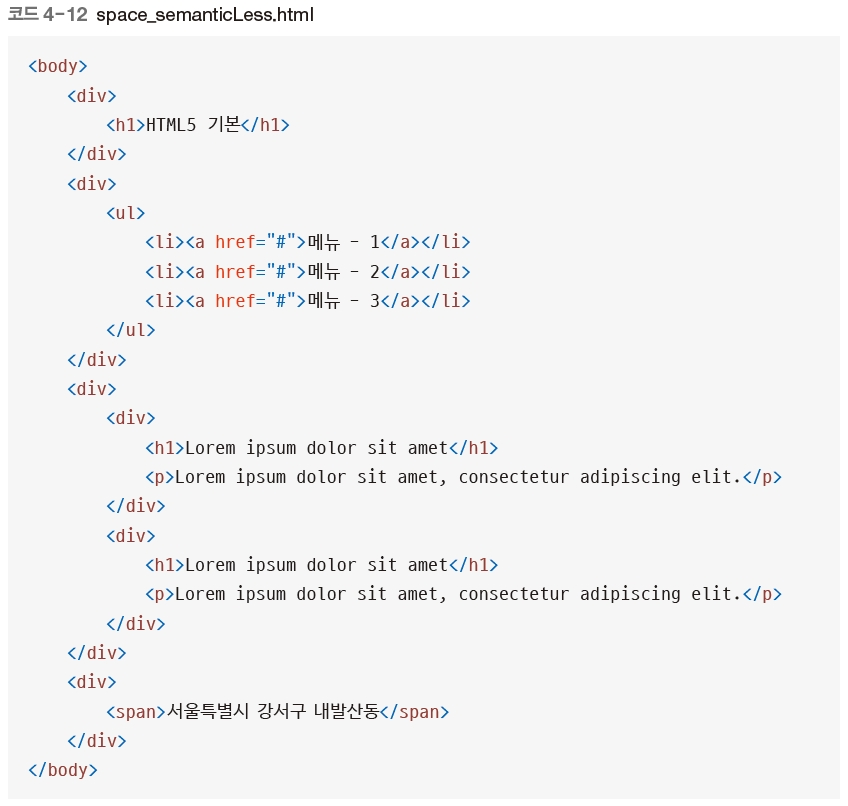 코드 4-12 space_semanticLess.html
<body>
    <div>
        <h1>HTML5 기본</h1>
    </div>
    <div>
        <ul>
            <li><a href="#">메뉴 - 1</a></li>
            <li><a href="#">메뉴 - 2</a></li>
            <li><a href="#">메뉴 - 3</a></li>
        </ul>
    </div>
    <div>
        <div>
            <h1>Lorem ipsum dolor sit amet</h1>
            <p>Lorem ipsum dolor sit amet, consectetur adipiscing elit.</p>
        </div>
        <div>
            <h1>Lorem ipsum dolor sit amet</h1>
            <p>Lorem ipsum dolor sit amet, consectetur adipiscing elit.</p>
        </div>
    </div>
    <div>
        <span>서울특별시 강서구 내발산동</span>
    </div>
</body>